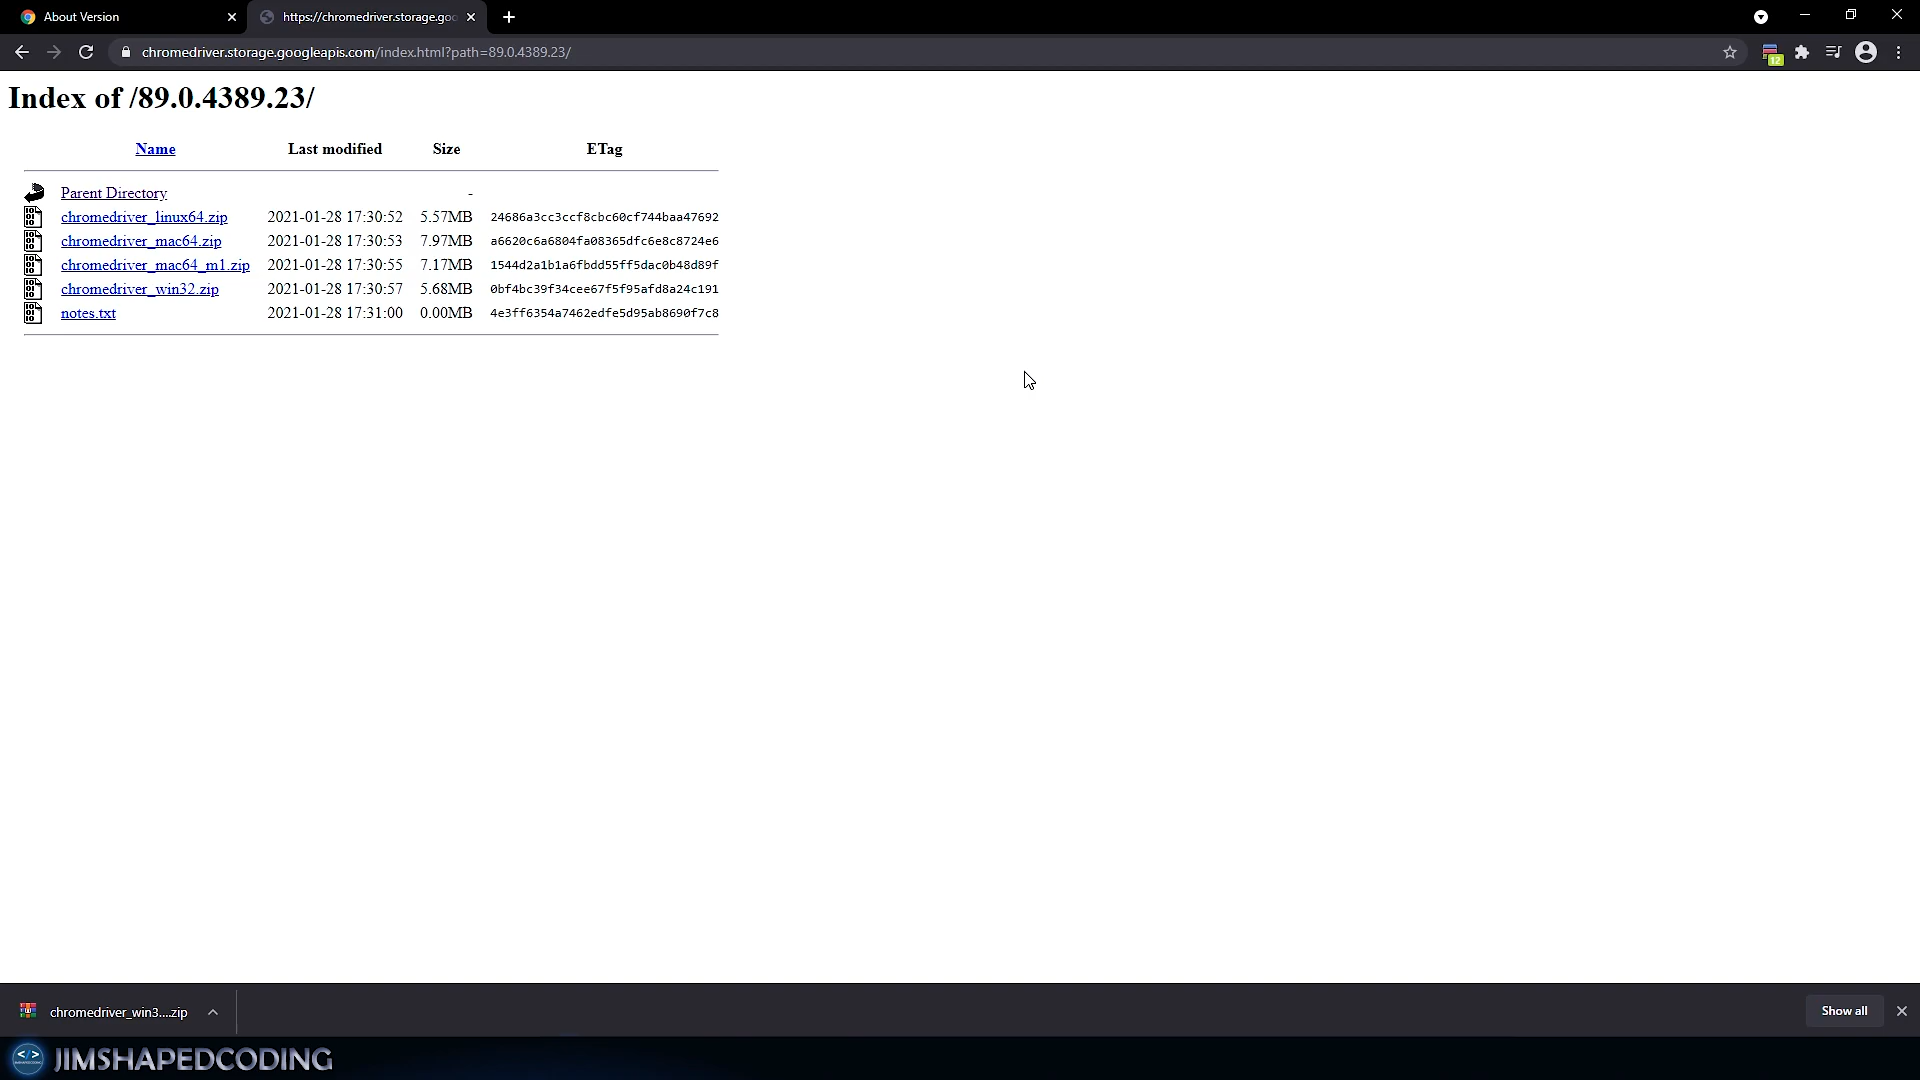 About Version
https://chromedriver.storage.goo
chromedriver.storage.googleapis.com/index.html?path=89.0.4389.23/
12
Index of /89.0.4389.23/
Name Last modified Size ETag
Parent Directory -
chromedriver_linux64.zip 2021-01-28 17:30:52 5.57MB 24686a3cc3ccf8cbc60cf744baa47692
chromedriver_mac64.zip 2021-01-28 17:30:53 7.97MB a6620c6a6804fa08365dfc6e8c8724e6
chromedriver_mac64_m1.zip 2021-01-28 17:30:55 7.17MB 1544d2a1b1a6fbdd55ff5dac0b48d89f
chromedriver_win32.zip 2021-01-28 17:30:57 5.68MB 0bf4bc39f34cee67f5f95afd8a24c191
notes.txt 2021-01-28 17:31:00 0.00MB 4e3ff6354a7462edfe5d95ab8690f7c8
chromedriver_win3....zip
Show all
JIMSHAPEDCODING